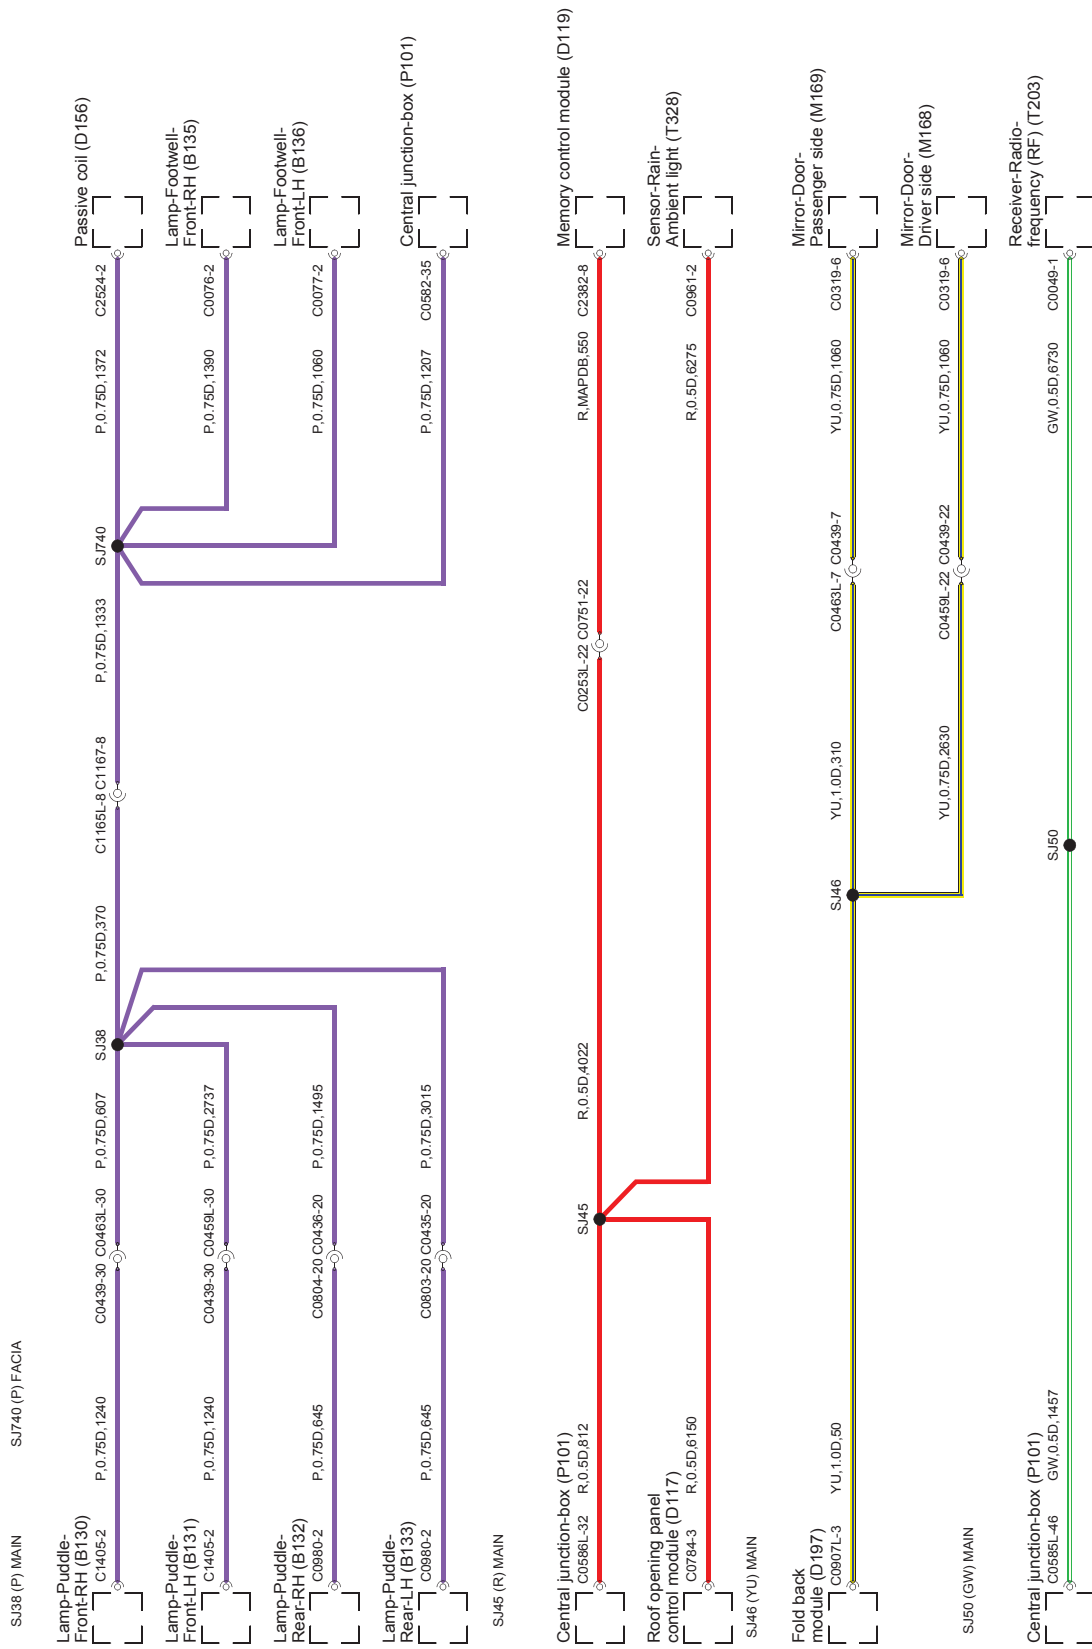 SJ38 (P) MAIN
SJ740 (P) FACIA
Lamp-Puddle-
Front-RH (B130)
C1405-2
P,0.75D,1240
C0439-30
C0463L-30
P,0.75D,607
SJ38
P,0.75D,370
C1165L-8
C1167-8
P,0.75D,1333
SJ740
P,0.75D,1372
C2524-2
Passive coil (D156)
Lamp-Puddle-
Front-LH (B131)
C1405-2
P,0.75D,1240
C0439-30
C0459L-30
P,0.75D,2737
P,0.75D,1390
C0076-2
Lamp-Footwell-
Front-RH (B135)
Lamp-Puddle-
Rear-RH (B132)
C0980-2
P,0.75D,645
C0804-20
C0436-20
P,0.75D,1495
P,0.75D,1060
C0077-2
Lamp-Footwell-
Front-LH (B136)
Lamp-Puddle-
Rear-LH (B133)
C0980-2
P,0.75D,645
C0803-20
C0435-20
P,0.75D,3015
P,0.75D,1207
C0582-35
Central junction-box (P101)
SJ45 (R) MAIN
Central junction-box (P101)
C0586L-32
R,0.5D,812
SJ45
R,0.5D,4022
C0253L-22
C0751-22
R,MAPDB,550
C2382-8
Memory control module (D119)
Roof opening panel
control module (D117)
C0784-3
R,0.5D,6150
R,0.5D,6275
C0961-2
Sensor-Rain-
Ambient light (T328)
SJ46 (YU) MAIN
Fold back
module (D197)
C0907L-3
YU,1.0D,50
SJ46
YU,1.0D,310
C0463L-7
C0439-7
YU,0.75D,1060
C0319-6
Mirror-Door-
Passenger side (M169)
YU,0.75D,2630
C0459L-22
C0439-22
YU,0.75D,1060
C0319-6
Mirror-Door-
Driver side (M168)
SJ50 (GW) MAIN
Central junction-box (P101)
C0585L-46
GW,0.5D,1457
SJ50
GW,0.5D,6730
C0049-1
Receiver-Radio-
frequency (RF) (T203)